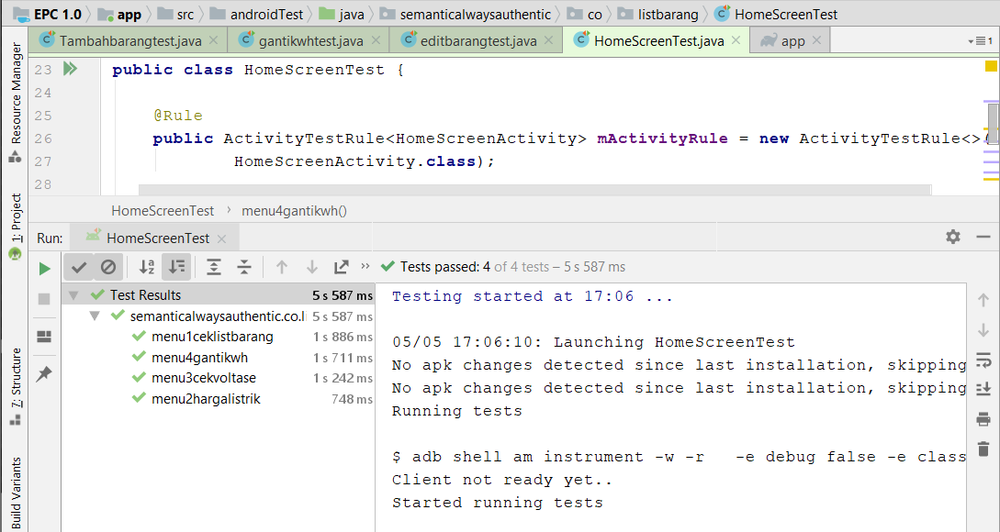 EPC 1.0 app src androidTest java semanticalwaysauthentic co listbarang HomeScreenTest
Tambahbarangtest.java gantikwhtest.java editbarangtest.java HomeScreenTest.java app 1
Resource Manager
1: Project
7: Structure
Build Variants
23 public class HomeScreenTest {
24
25 @Rule
26 public ActivityTestRule<HomeScreenActivity> mActivityRule = new ActivityTestRule<>(
27 HomeScreenActivity.class);
28
HomeScreenTest › menu4gantikwh()
Run: HomeScreenTest
Tests passed: 4 of 4 tests – 5 s 587 ms
Test Results 5 s 587 ms
semanticalwaysauthentic.co.li 5 s 587 ms
menu1ceklistbarang 1 s 886 ms
menu4gantikwh 1 s 711 ms
menu3cekvoltase 1 s 242 ms
menu2hargalistrik 748 ms
Testing started at 17:06 ...
05/05 17:06:10: Launching HomeScreenTest
No apk changes detected since last installation, skipping
No apk changes detected since last installation, skipping
Running tests
$ adb shell am instrument -w -r   -e debug false -e class
Client not ready yet..
Started running tests